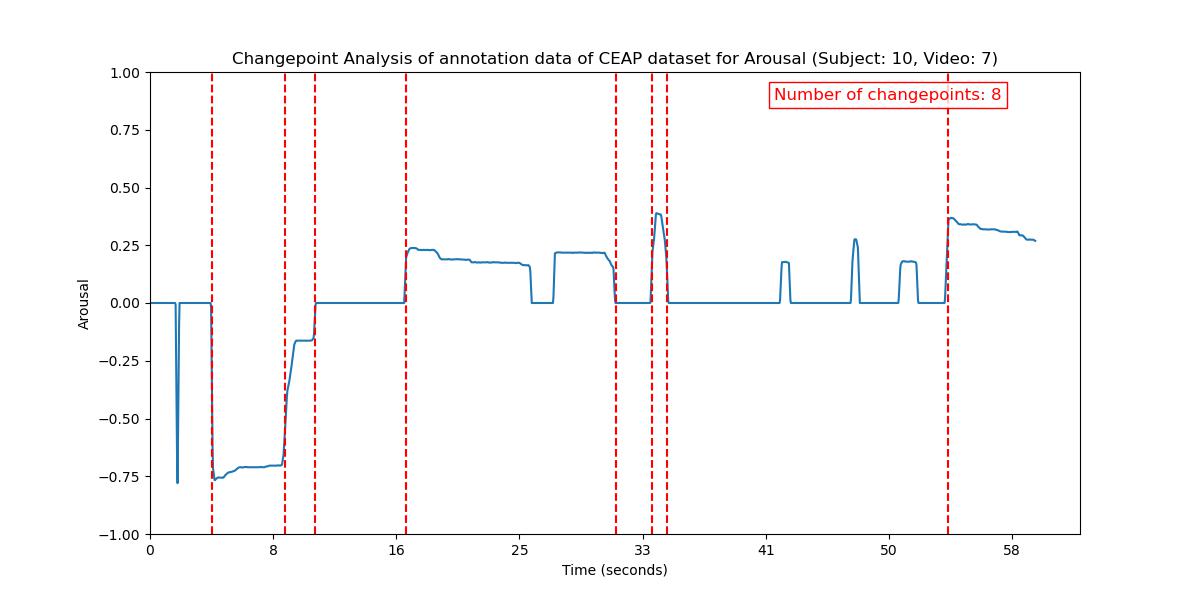 Changepoint Analysis of annotation data of CEAP dataset for Arousal (Subject: 10, Video: 7)
Number of changepoints: 8
1.00
0.75
0.50
0.25
0.00
−0.25
−0.50
−0.75
−1.00
Arousal
0 8 16 25 33 41 50 58
Time (seconds)